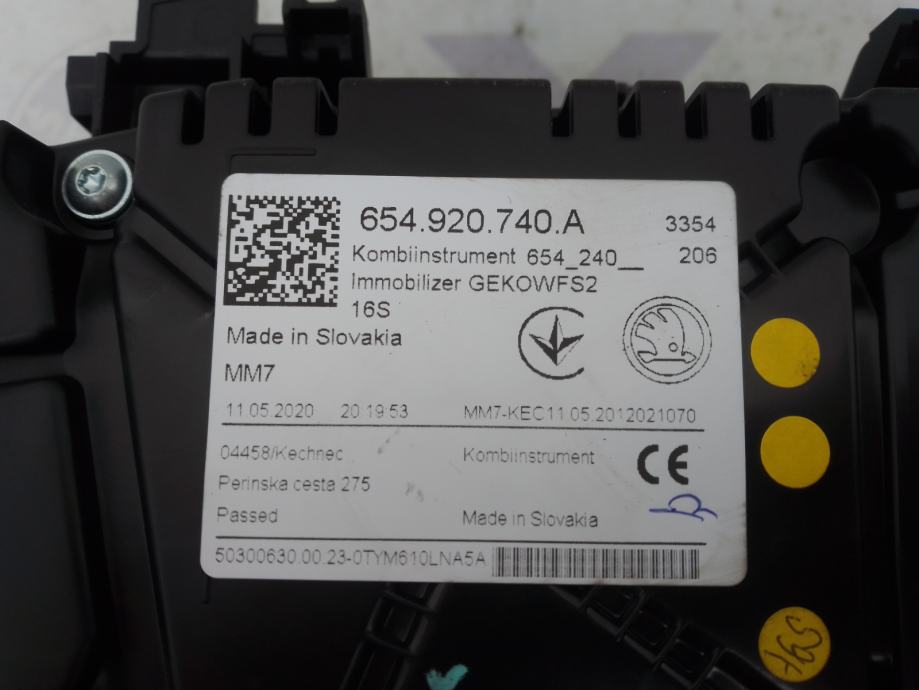 654.920.740.A 3354
Kombiinstrument 654_240__ 206
Immobilizer GEKOWFS2
16S
Made in Slovakia
MM7
11.05.2020 20:19:53 MM7-KEC11.05.2012021070
04458/Kechnec Kombiinstrument CE
Perinska cesta 275
Passed Made in Slovakia
50300630.00.23-0TYM610LNA5A